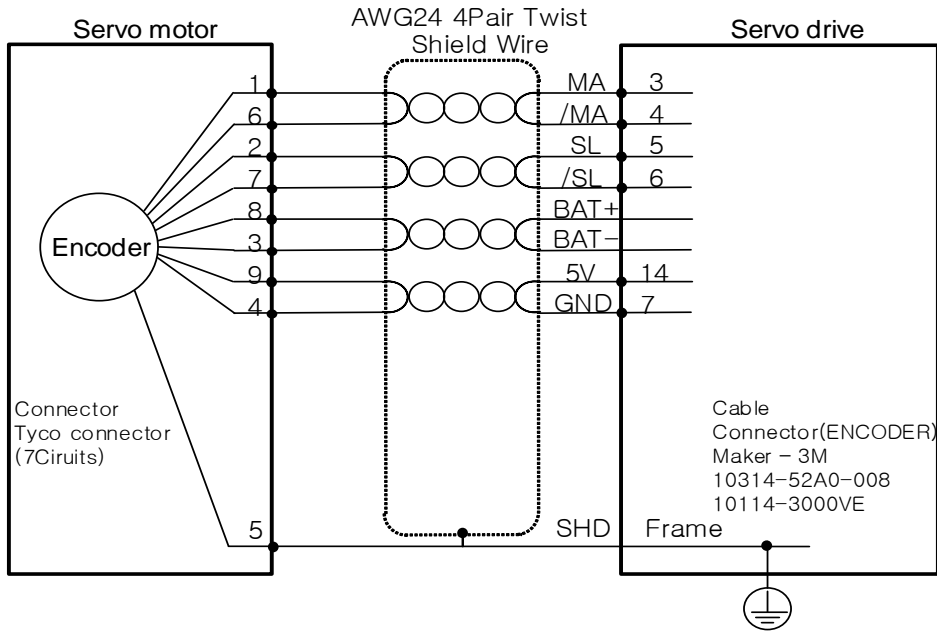 AWG24 4Pair Twist
Shield Wire
Servo motor
Servo drive
1 MA 3
6 /MA 4
2 SL 5
7 /SL 6
8 BAT+
3 BAT-
9 5V 14
4 GND 7
Encoder
Connector
Tyco connector
(7Ciruits)
Cable
Connector(ENCODER)
Maker - 3M
10314-52A0-008
10114-3000VE
5 SHD Frame